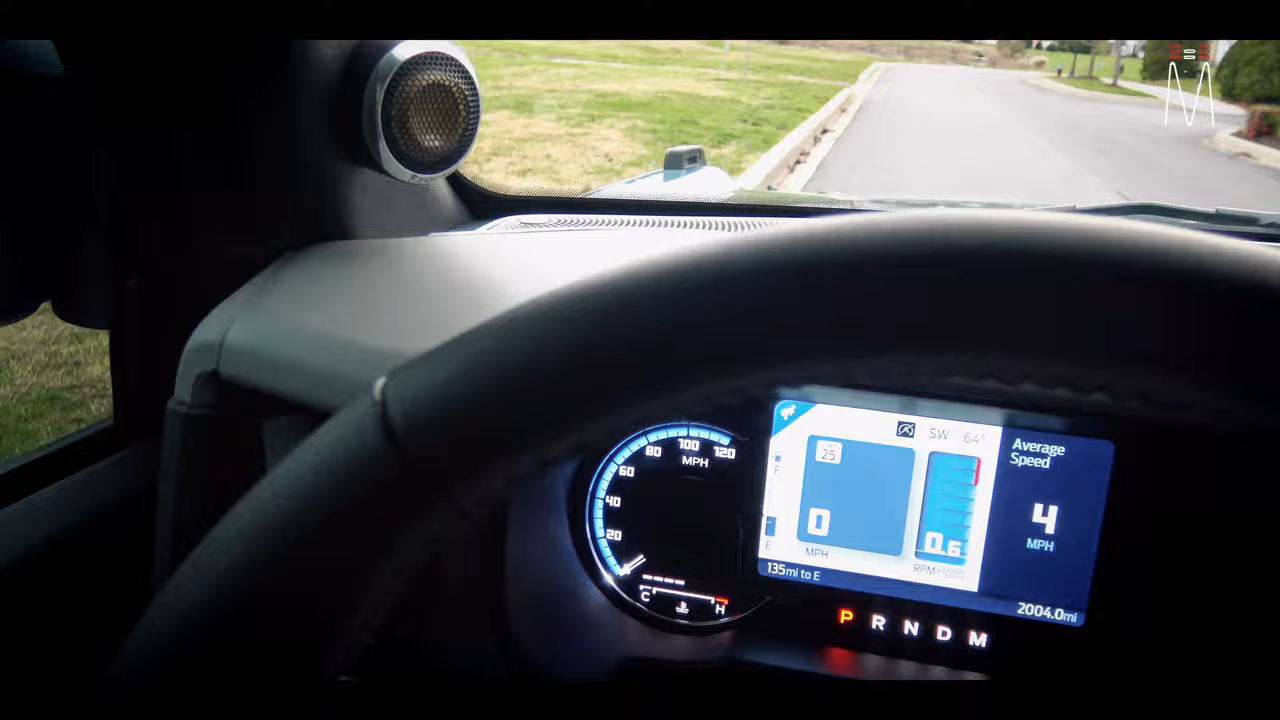 SW 64°
25
F
0
MPH
E
0.6
RPM×1000
Average
Speed
4
MPH
135mi to E
2004.0mi
20
40
60
80
100
120
MPH
C
H
P R N D M